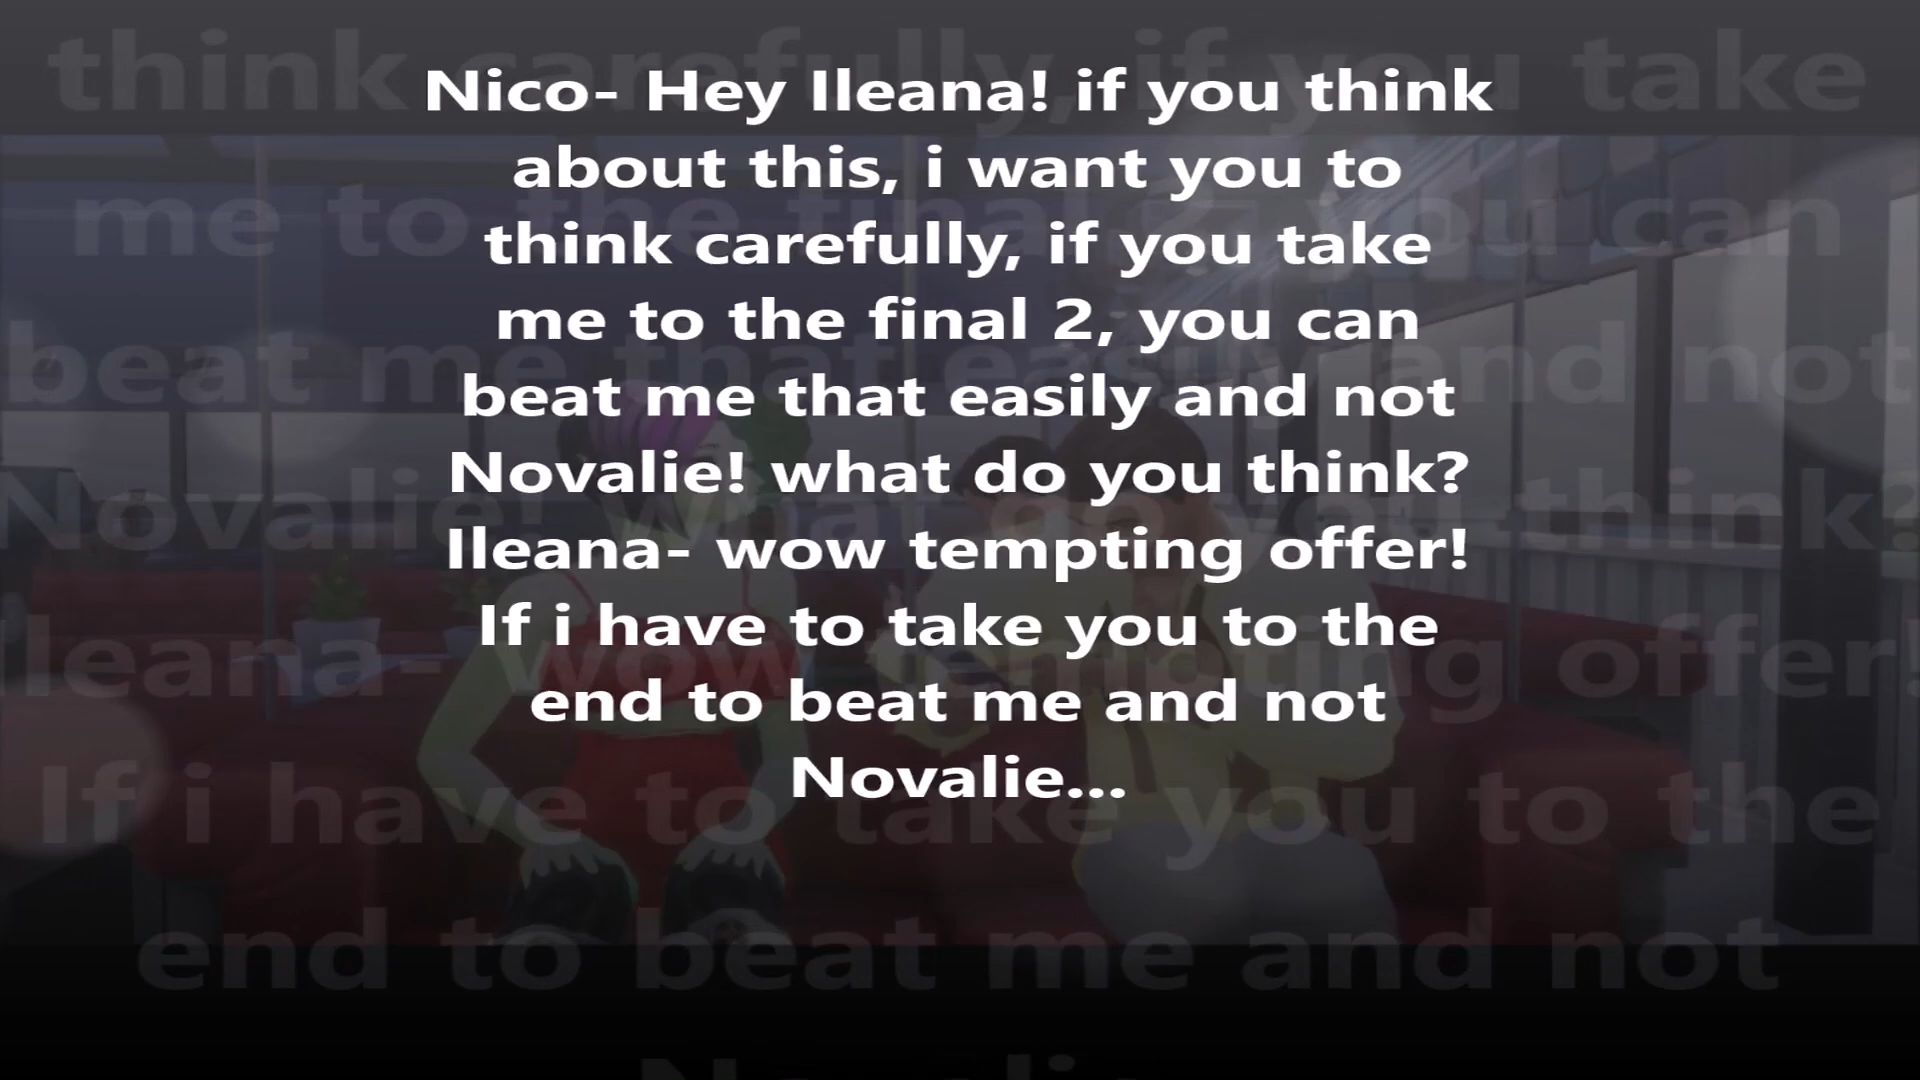 Nico- Hey Ileana! if you think
about this, i want you to
think carefully, if you take
me to the final 2, you can
beat me that easily and not
Novalie! what do you think?
Ileana- wow tempting offer!
If i have to take you to the
end to beat me and not
Novalie...